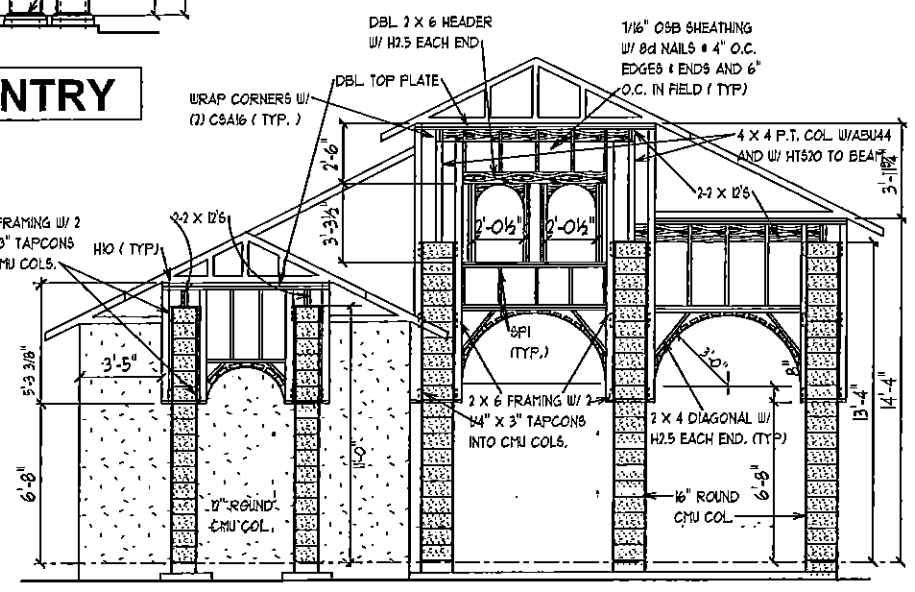 NTRY
DBL 2 X 6 HEADER
W/ H2.5 EACH END
7/16" OSB SHEATHING
W/ 8d NAILS @ 4" O.C.
EDGES & ENDS AND 6"
O.C. IN FIELD ( TYP )
DBL TOP PLATE
WRAP CORNERS W/
(2) CSA16 ( TYP. )
4 X 4 P.T. COL W/ABU44
AND W/ HTS20 TO BEAM
2'-6"
3'-11 3/4"
2-2 X 12'S
FRAMING W/ 2
3" TAPCONS
CMU COLS.
2-2 X 12'S
H10 ( TYP)
3'-3½"
2'-0½"
2'-0½"
SP1
(TYP.)
5'-3 3/8"
3'-5"
3'-0"
8"
2 X 6 FRAMING W/ 2
1/4" X 3" TAPCONS
INTO CMU COLS.
2 X 4 DIAGONAL W/
H2.5 EACH END. (TYP)
13'-4"
14'-4"
6'-8"
11'-0"
6'-8"
12" ROUND
CMU COL.
16" ROUND
CMU COL